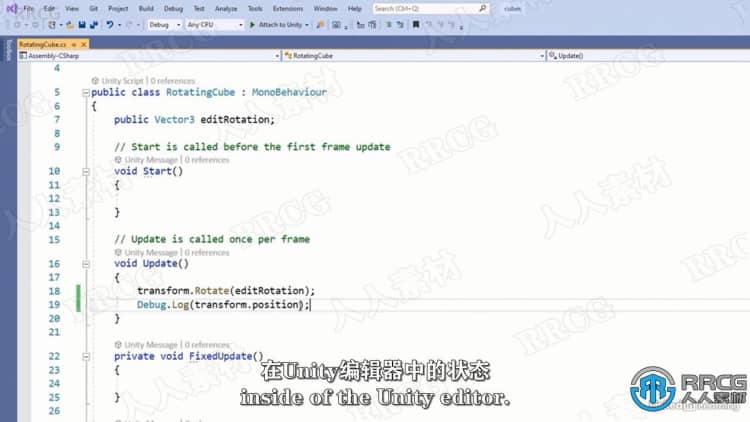 File Edit View Git Project Build Debug Test Analyze Tools Extensions Window Help Search (Ctrl+Q) cubes
Debug Any CPU Attach to Unity
RotatingCube.cs
Toolbox
Assembly-CSharp RotatingCube Update()
4
Unity Script | 0 references
5 public class RotatingCube : MonoBehaviour
6 {
7 public Vector3 editRotation;
8
9 // Start is called before the first frame update
Unity Message | 0 references
10 void Start()
11 {
12
13 }
14
15 // Update is called once per frame
Unity Message | 0 references
16 void Update()
17 {
18 transform.Rotate(editRotation);
19 Debug.Log(transform.position);
20 }
21
Unity Message | 0 references
22 private void FixedUpdate()
23 {
24
25 }
26
在Unity编辑器中的状态
inside of the Unity editor.
RRCG
人人素材